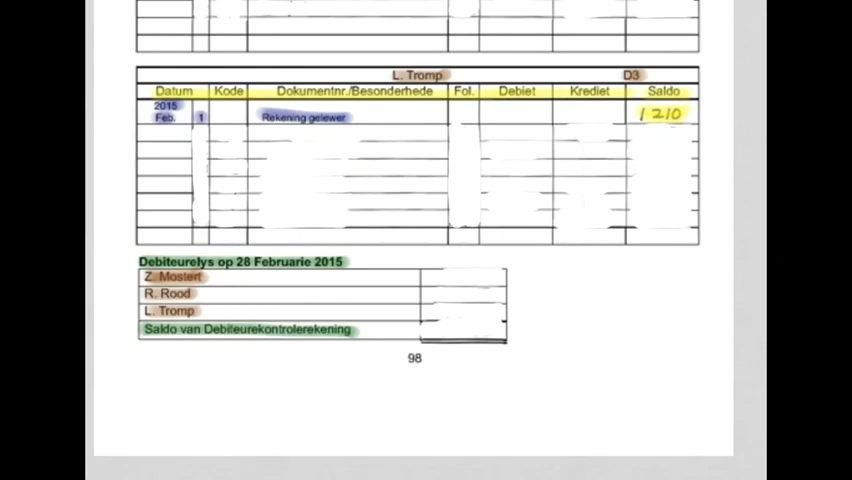 L. Tromp D3
Datum Kode Dokumentnr./Besonderhede Fol. Debiet Krediet Saldo
2015
Feb. 1 Rekening gelewer 1 210
Debiteurelys op 28 Februarie 2015
Z. Mostert
R. Rood
L. Tromp
Saldo van Debiteurekontrolerekening
98